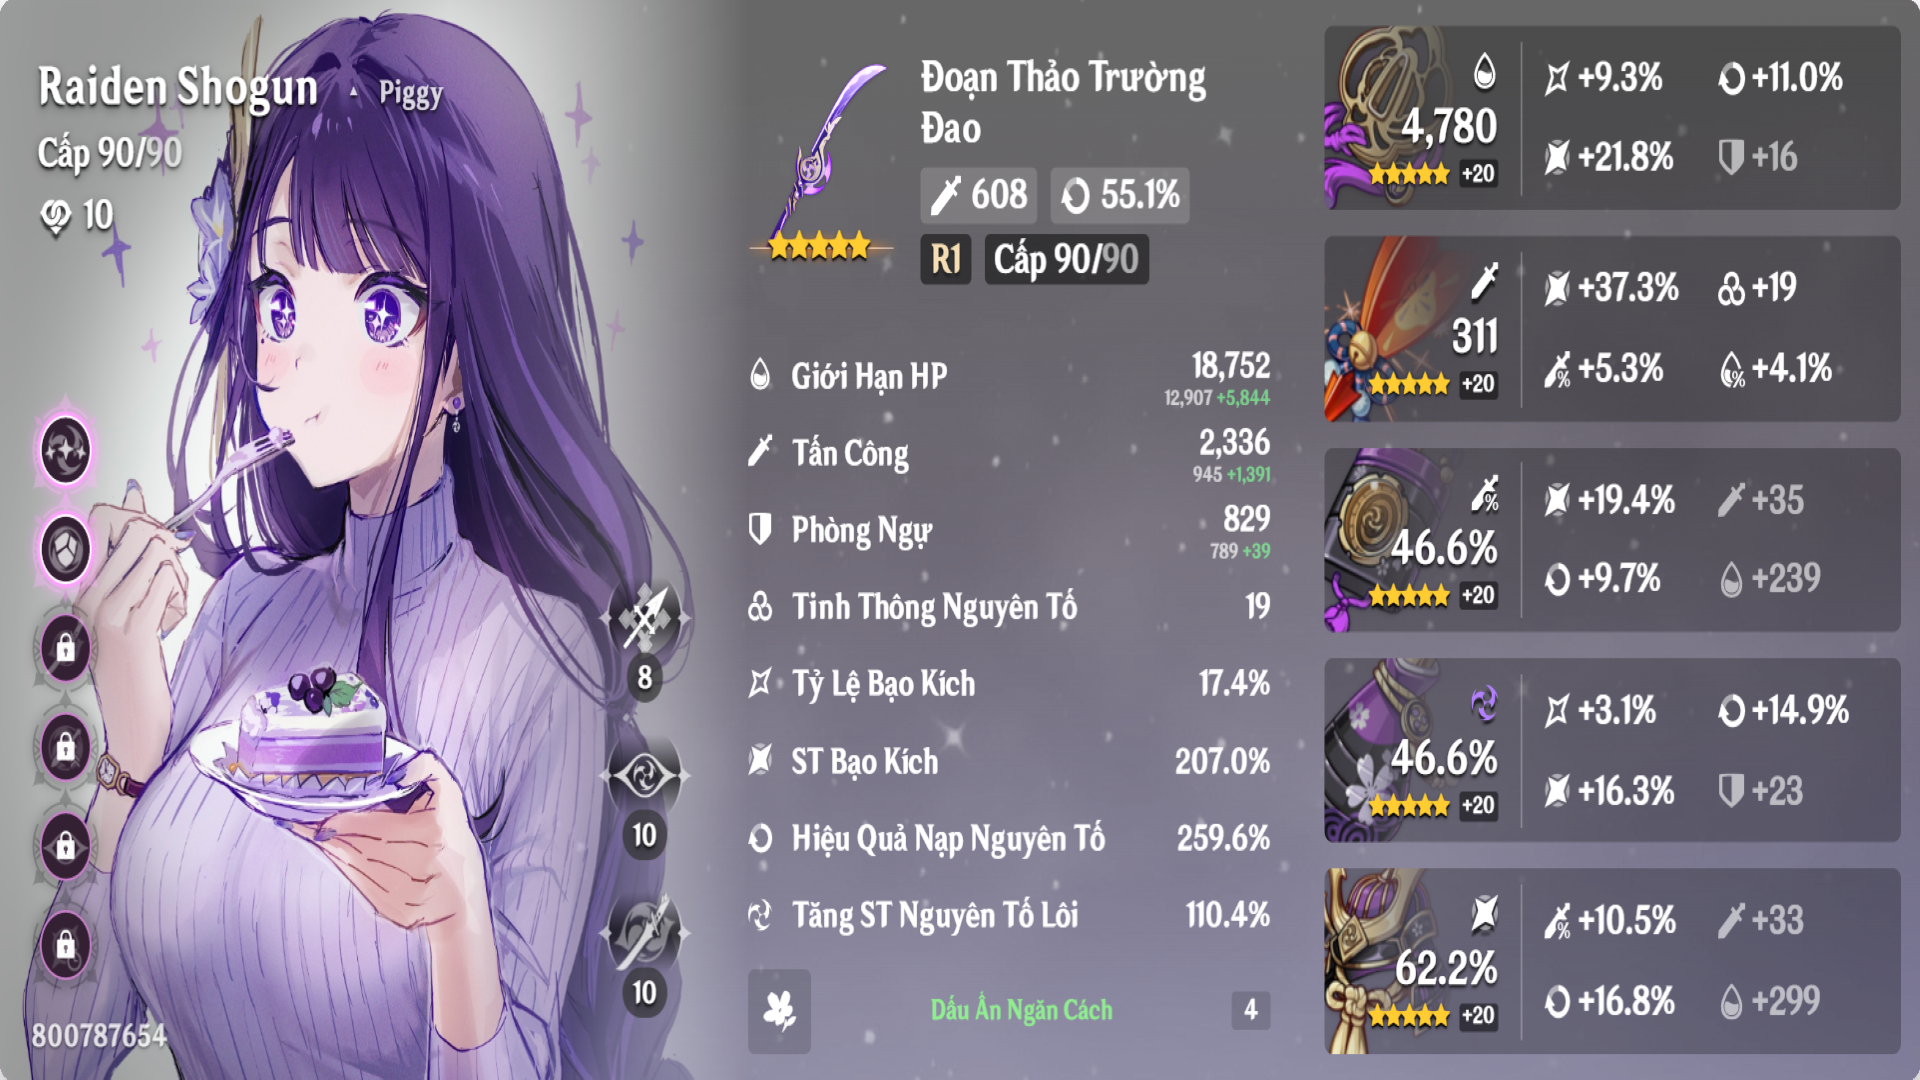 Raiden Shogun ▲ Piggy
Cấp 90/90
10
8
10
10
800787654
Đoạn Thảo Trường
Đao
608 55.1%
R1 Cấp 90/90
Giới Hạn HP 18,752
12,907 +5,844
Tấn Công 2,336
945 +1,391
Phòng Ngự 829
789 +39
Tinh Thông Nguyên Tố 19
Tỷ Lệ Bạo Kích 17.4%
ST Bạo Kích 207.0%
Hiệu Quả Nạp Nguyên Tố 259.6%
Tăng ST Nguyên Tố Lôi 110.4%
Dấu Ấn Ngăn Cách 4
+9.3% +11.0%
4,780
+21.8% +16
+20
+37.3% +19
311
+5.3% +4.1%
+20
%
%
+19.4% +35
%
46.6%
+9.7% +239
+20
+3.1% +14.9%
46.6%
+16.3% +23
+20
+10.5% +33
%
62.2%
+16.8% +299
+20